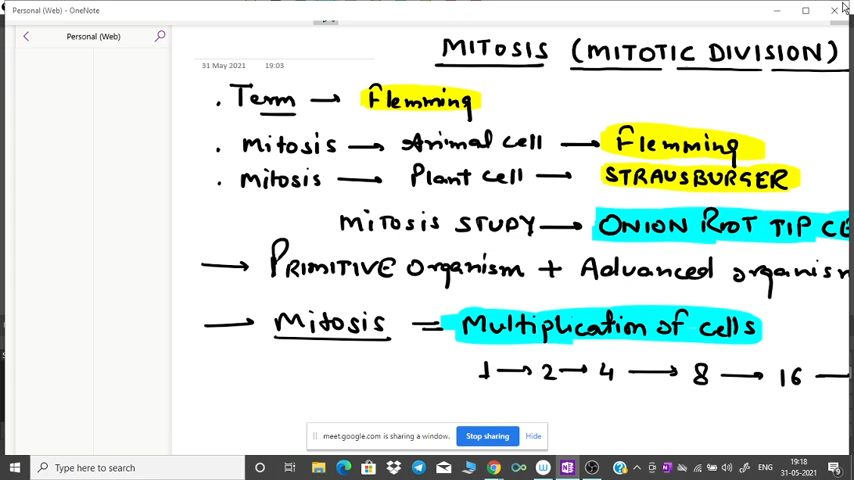 Personal (Web) - OneNote
Personal (Web)
MITOSIS (MITOTIC DIVISION)
31 May 2021 19:03
. Term → Flemming
. Mitosis → Animal cell → Flemming
. Mitosis → Plant cell → STRAUSBURGER
MITOSIS STUDY → ONION ROOT TIP CE
→ PRIMITIVE Organism + Advanced organism
→ Mitosis = Multiplication of cells
1 → 2 → 4 → 8 → 16 →
meet.google.com is sharing a window. Stop sharing Hide
Type here to search
ENG
19:18
31-05-2021